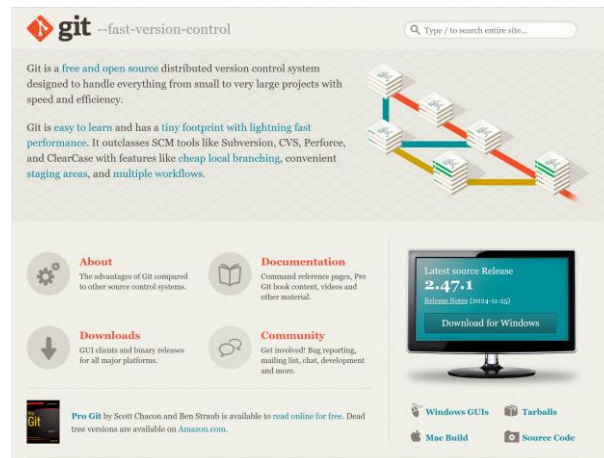 git --fast-version-control
Type / to search entire site...
Git is a free and open source distributed version control system
designed to handle everything from small to very large projects with
speed and efficiency.
Git is easy to learn and has a tiny footprint with lightning fast
performance. It outclasses SCM tools like Subversion, CVS, Perforce,
and ClearCase with features like cheap local branching, convenient
staging areas, and multiple workflows.
About
The advantages of Git compared
to other source control systems.
Documentation
Command reference pages, Pro
Git book content, videos and
other material.
Downloads
GUI clients and binary releases
for all major platforms.
Community
Get involved! Bug reporting,
mailing list, chat, development
and more.
Latest source Release
2.47.1
Release Notes (2024-11-25)
Download for Windows
Pro
Git
Pro Git by Scott Chacon and Ben Straub is available to read online for free. Dead
tree versions are available on Amazon.com.
Windows GUIs
Tarballs
Mac Build
Source Code